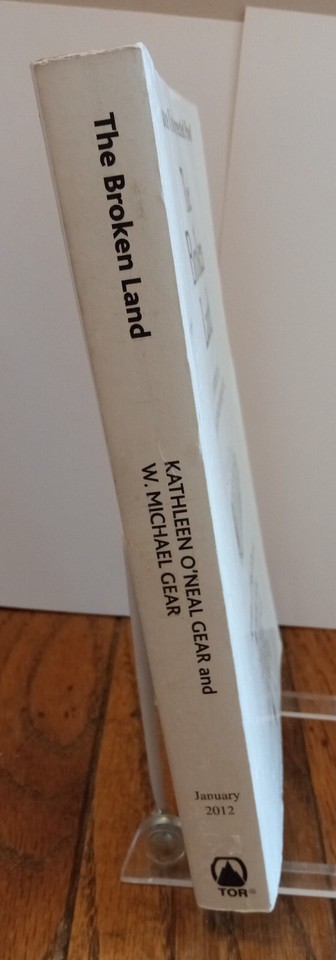 The Broken Land
KATHLEEN O'NEAL GEAR and
W. MICHAEL GEAR
January
2012
TOR®